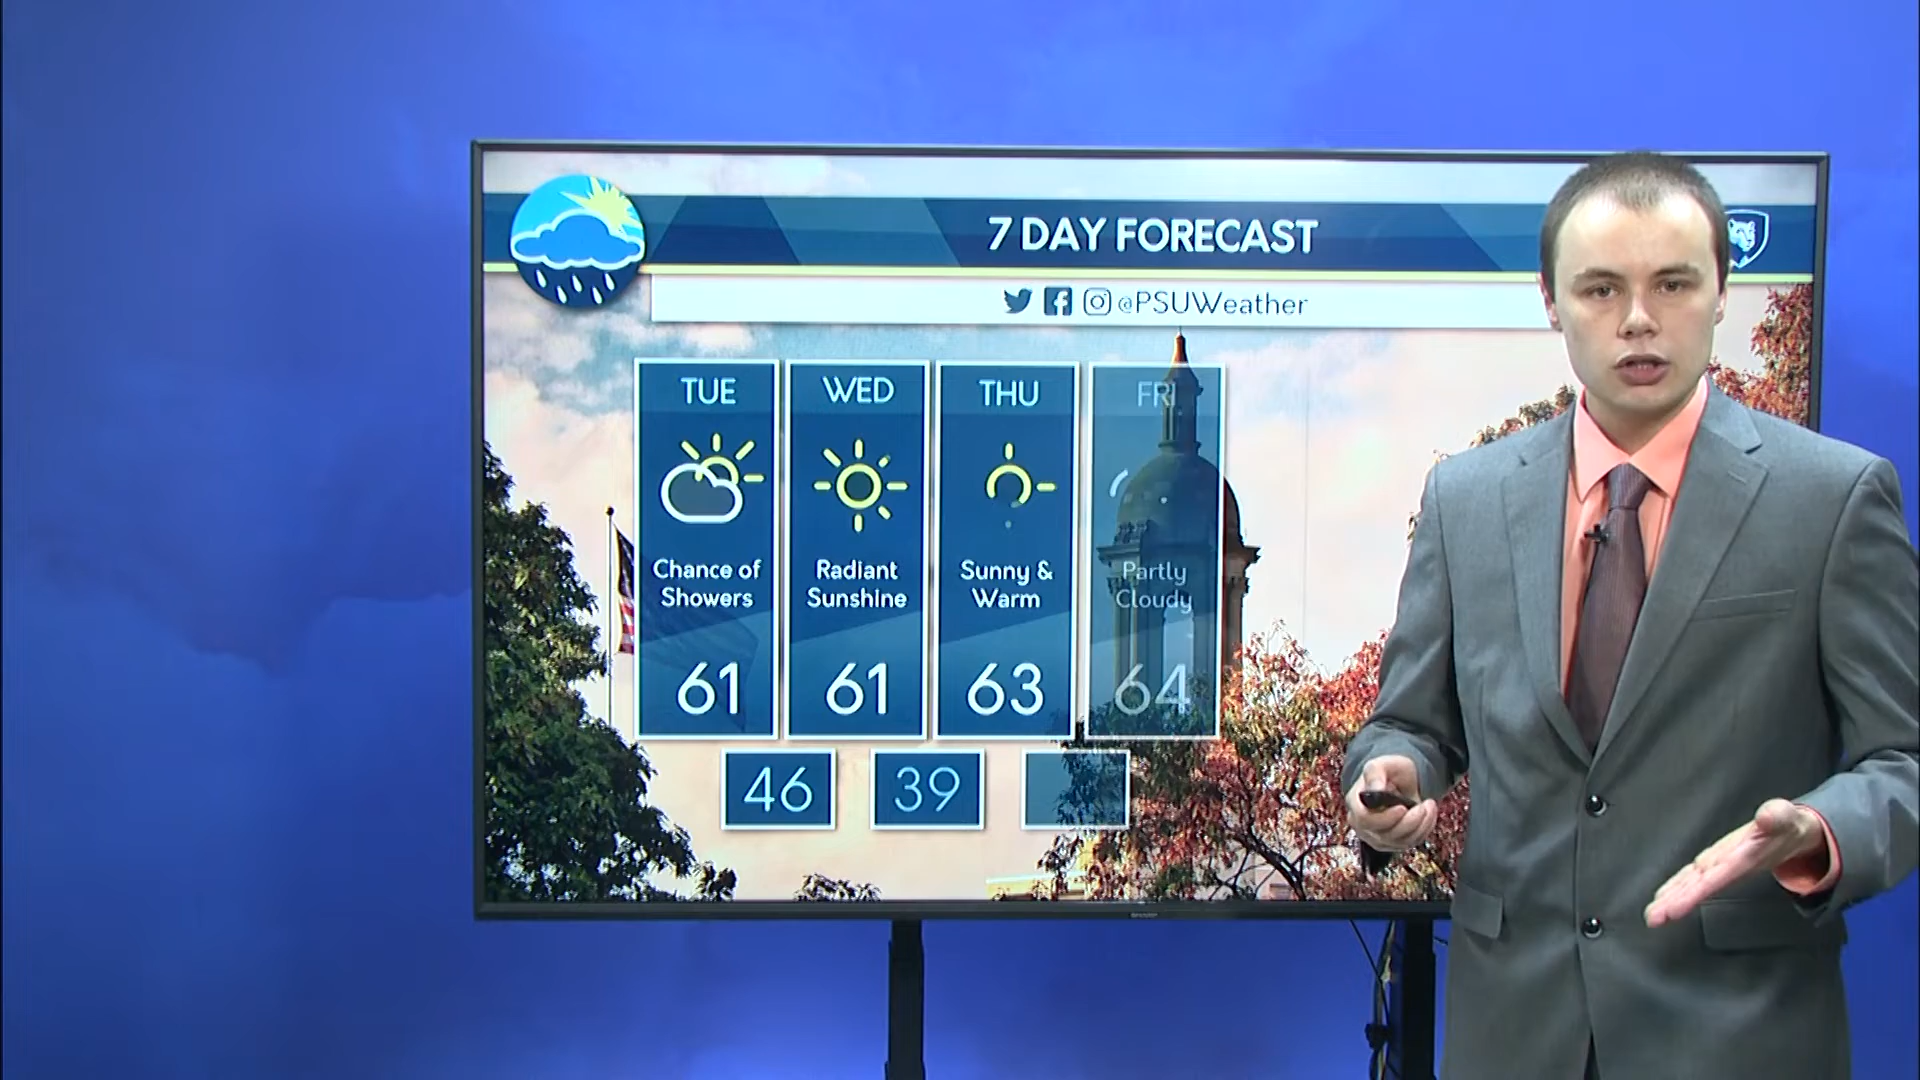 7 DAY FORECAST
@PSUWeather
TUE
Chance of
Showers
61
WED
Radiant
Sunshine
61
THU
Sunny &
Warm
63
FRI
Partly
Cloudy
64
46
39